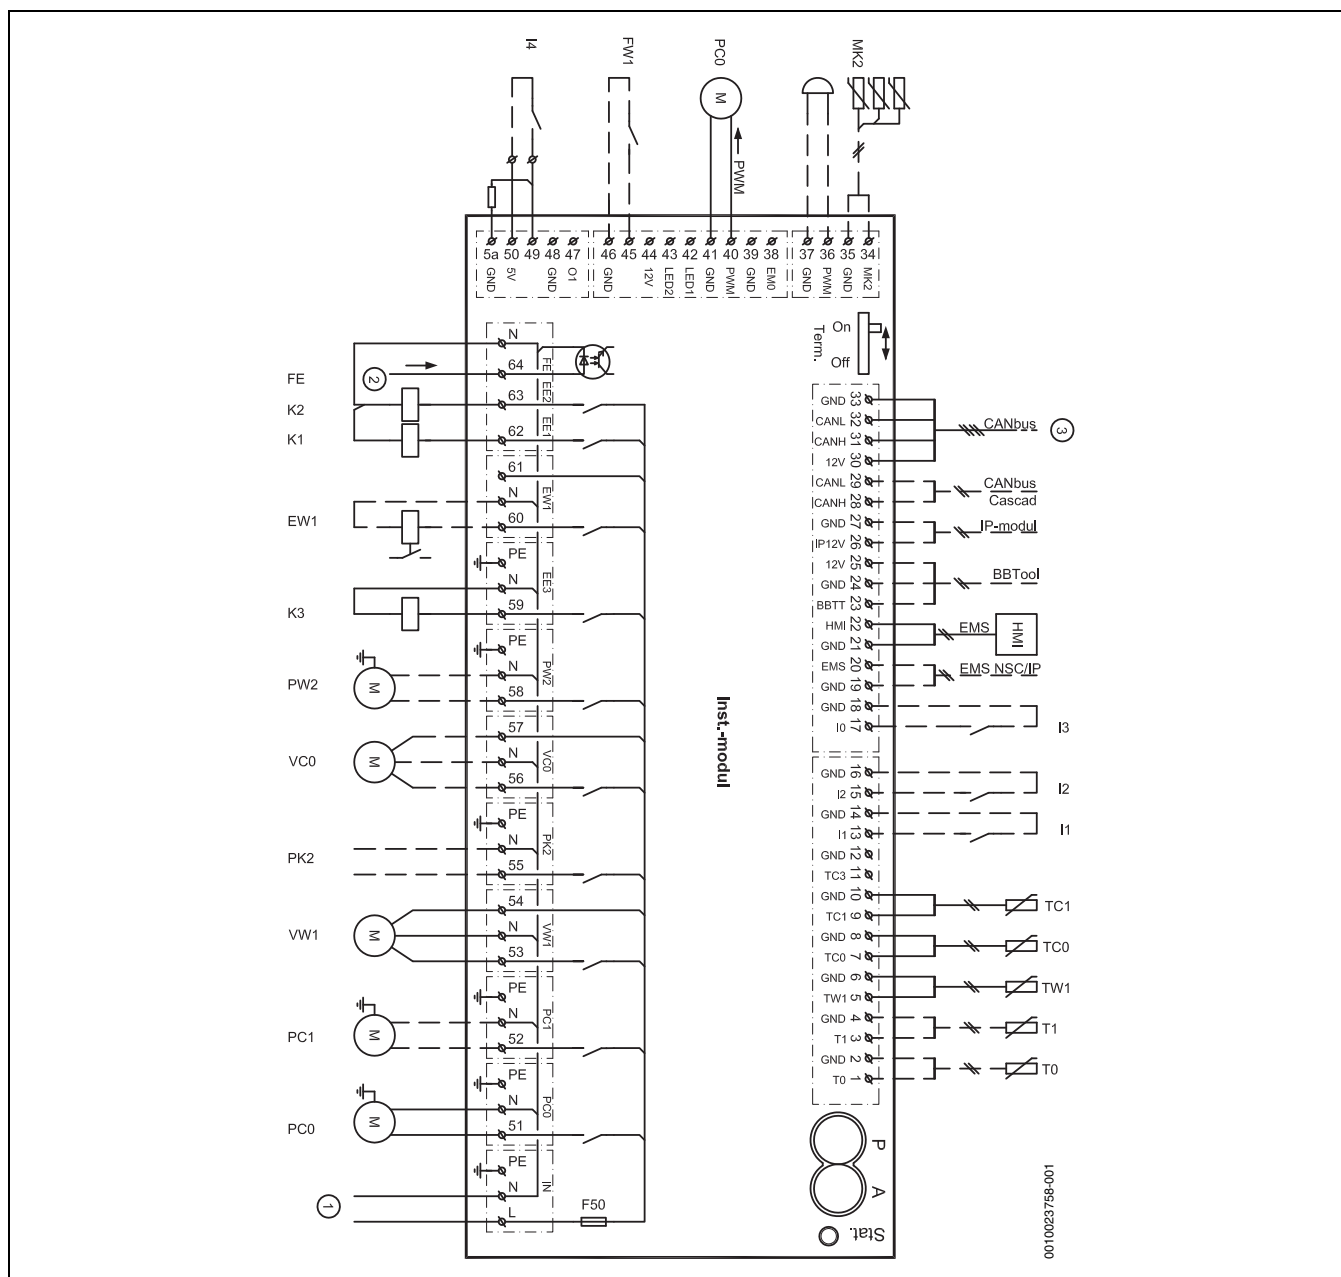 I4
FW1
PC0
MK2
M
PWM
5a 50 49 48 47
GND 5V GND O1
46 45 44 43 42 41 40 39 38
GND 12V LED2 LED1 GND PWM GND EM0
37 36 35 34
GND PWM GND MK2
Term.
On
Off
N
FE
2
64
FE
K2
63
EE2
K1
62
EE1
61
N
EW1
EW1
60
PE
N
EE3
K3
59
PE
N
PW2
PW2
M
58
57
N
VC0
VC0
M
56
PE
N
PK2
PK2
55
54
N
VW1
VW1
M
53
PE
N
PC1
PC1
M
52
PE
N
PC0
PC0
M
51
PE
N
IN
1
L
F50
Inst.-modul
GND 33
CANL 32
CANH 31
12V 30
CANbus
3
CANL 29
CANH 28
CANbus
Cascad
GND 27
IP12V 26
IP-modul
12V 25
GND 24
BBTT 23
BBTool
HMI 22
GND 21
EMS
HMI
EMS 20
GND 19
EMS NSC/IP
GND 18
I0 17
I3
GND 16
I2 15
I2
GND 14
I1 13
I1
GND 12
TC3 11
GND 10
TC1 9
TC1
GND 8
TC0 7
TC0
GND 6
TW1 5
TW1
GND 4
T1 3
T1
GND 2
T0 1
T0
P
A
Stat.
0010023758-001